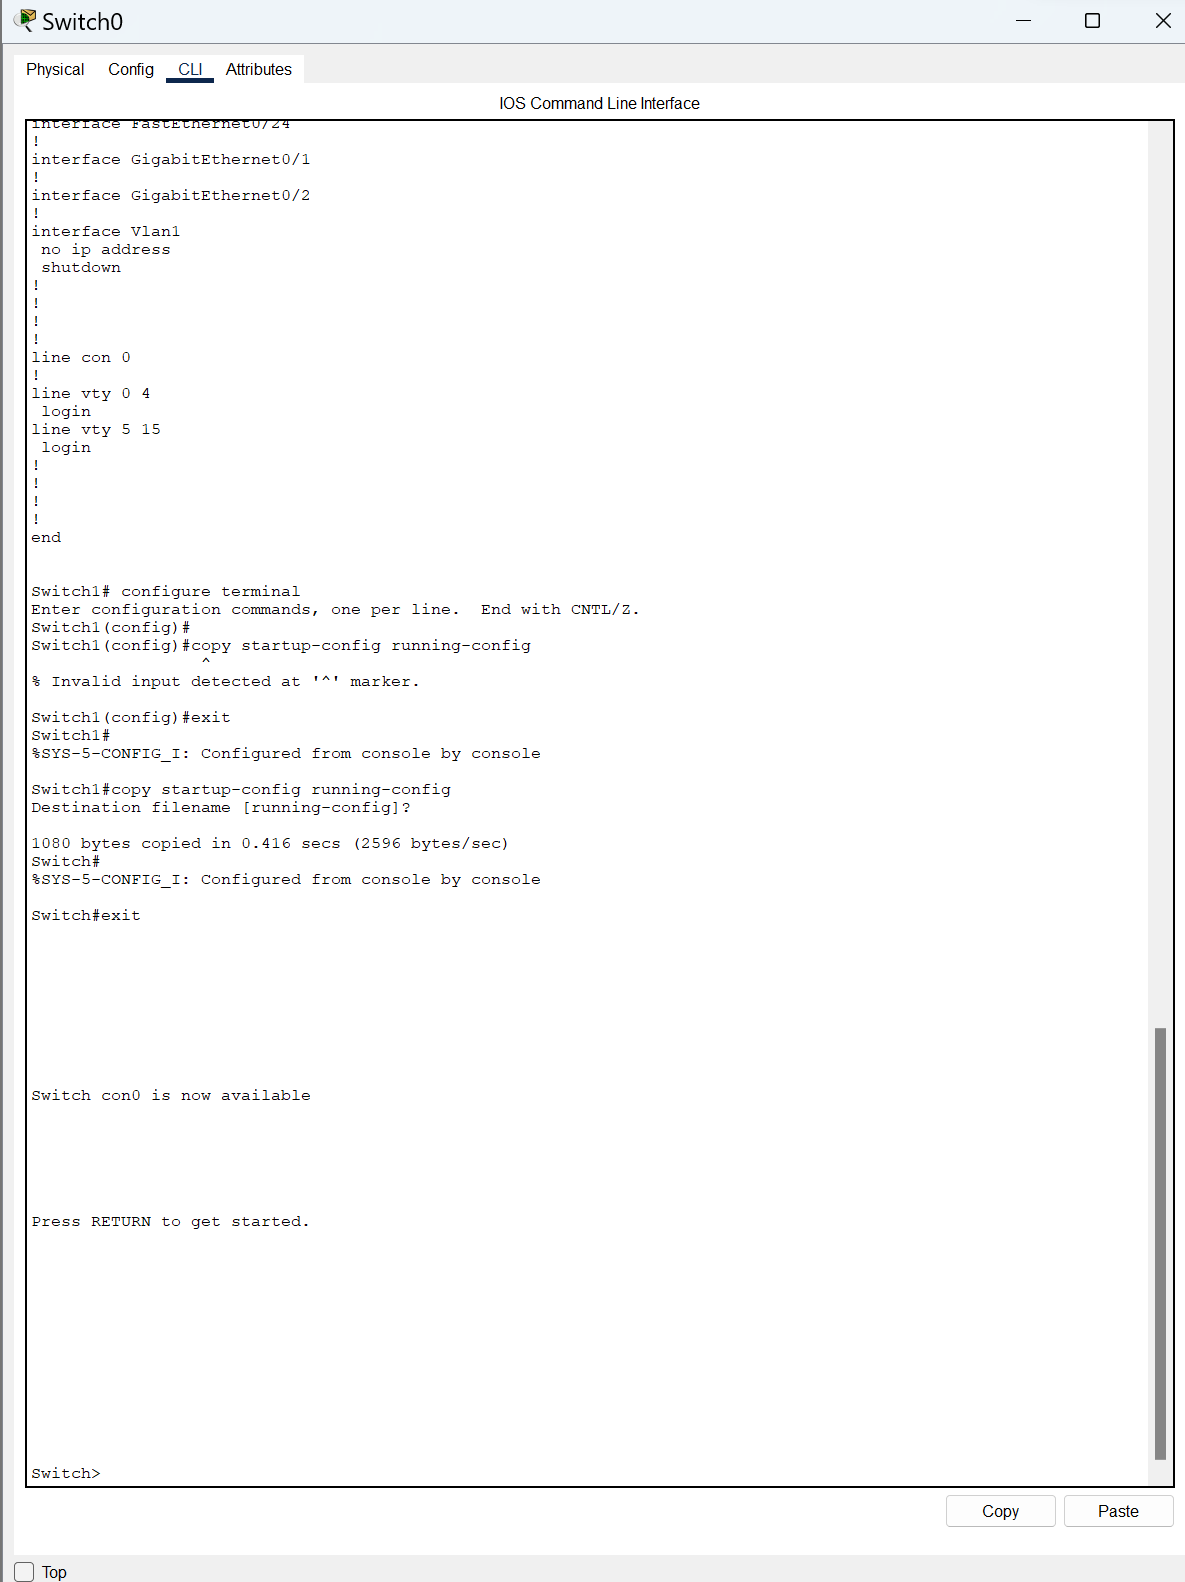 Switch0
Physical Config CLI Attributes
IOS Command Line Interface
interface FastEthernet0/24
!
interface GigabitEthernet0/1
!
interface GigabitEthernet0/2
!
interface Vlan1
 no ip address
 shutdown
!
!
!
!
line con 0
!
line vty 0 4
 login
line vty 5 15
 login
!
!
!
!
end
Switch1# configure terminal
Enter configuration commands, one per line.  End with CNTL/Z.
Switch1(config)#
Switch1(config)#copy startup-config running-config
^
% Invalid input detected at '^' marker.
Switch1(config)#exit
Switch1#
%SYS-5-CONFIG_I: Configured from console by console
Switch1#copy startup-config running-config
Destination filename [running-config]?
1080 bytes copied in 0.416 secs (2596 bytes/sec)
Switch#
%SYS-5-CONFIG_I: Configured from console by console
Switch#exit
Switch con0 is now available
Press RETURN to get started.
Switch>
Copy Paste
Top